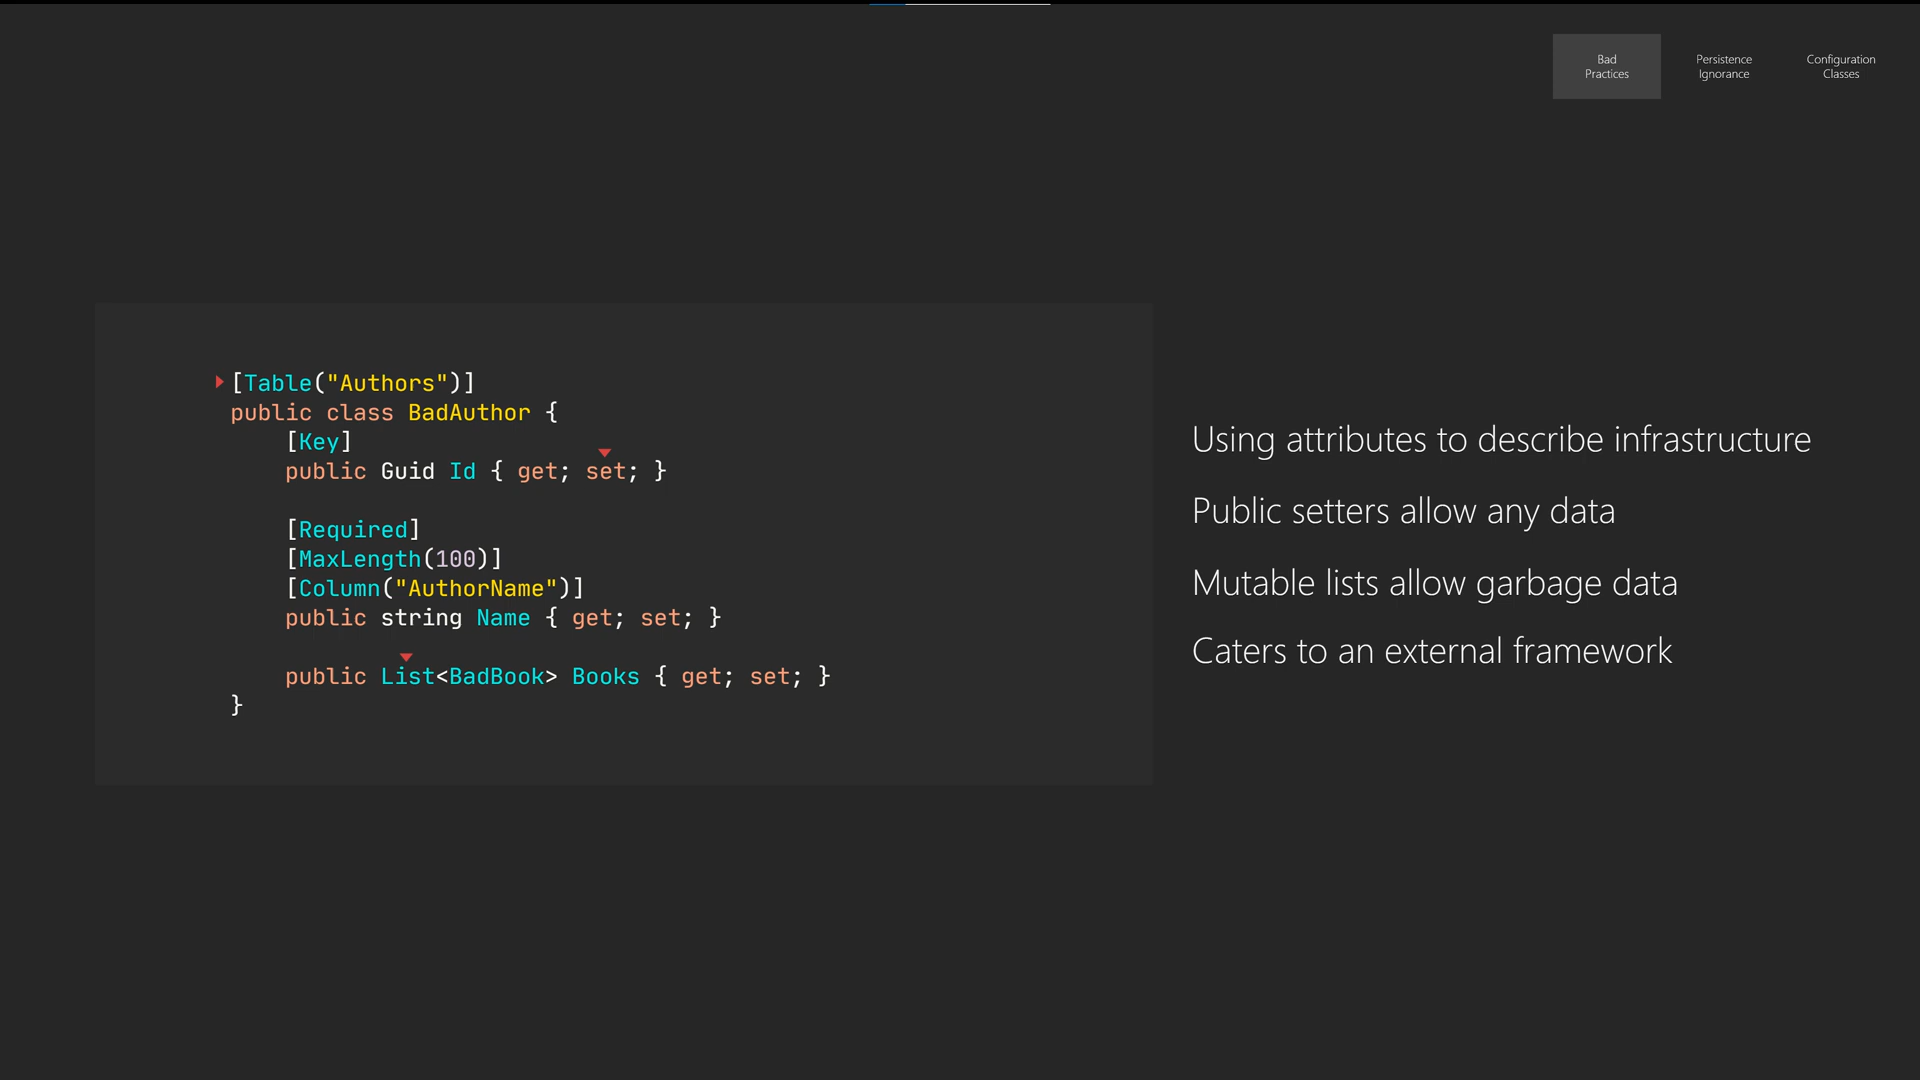 Bad
Practices
Persistence
Ignorance
Configuration
Classes
[Table("Authors")]
public class BadAuthor {
    [Key]
    public Guid Id { get; set; }

    [Required]
    [MaxLength(100)]
    [Column("AuthorName")]
    public string Name { get; set; }

    public List<BadBook> Books { get; set; }
}
Using attributes to describe infrastructure
Public setters allow any data
Mutable lists allow garbage data
Caters to an external framework